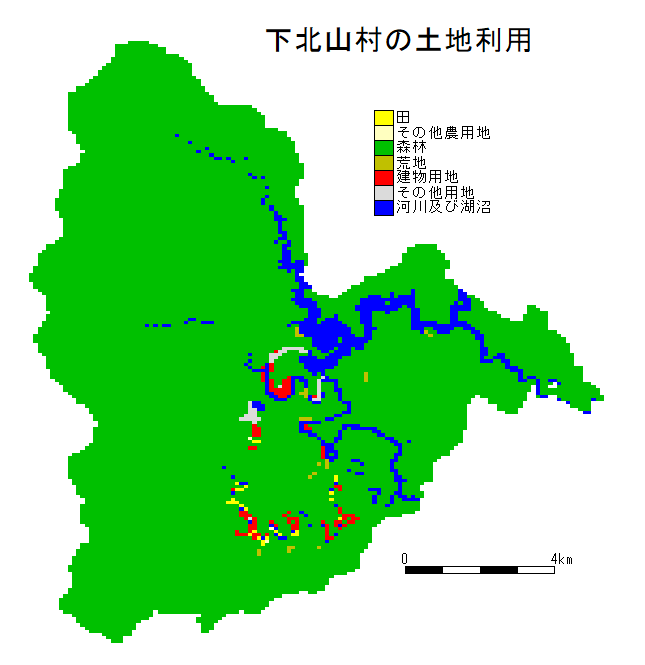 下北山村の土地利用
田
その他農用地
森林
荒地
建物用地
その他用地
河川及び湖沼
0 4km